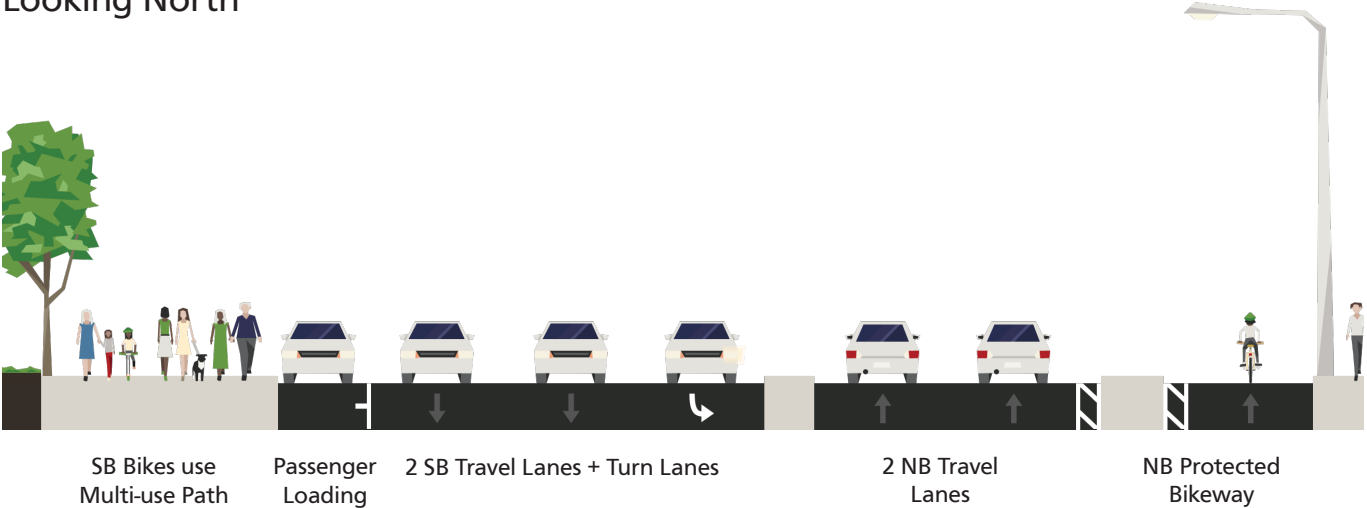 Looking North
SB Bikes use
Multi-use Path
Passenger
Loading
2 SB Travel Lanes + Turn Lanes
2 NB Travel
Lanes
NB Protected
Bikeway